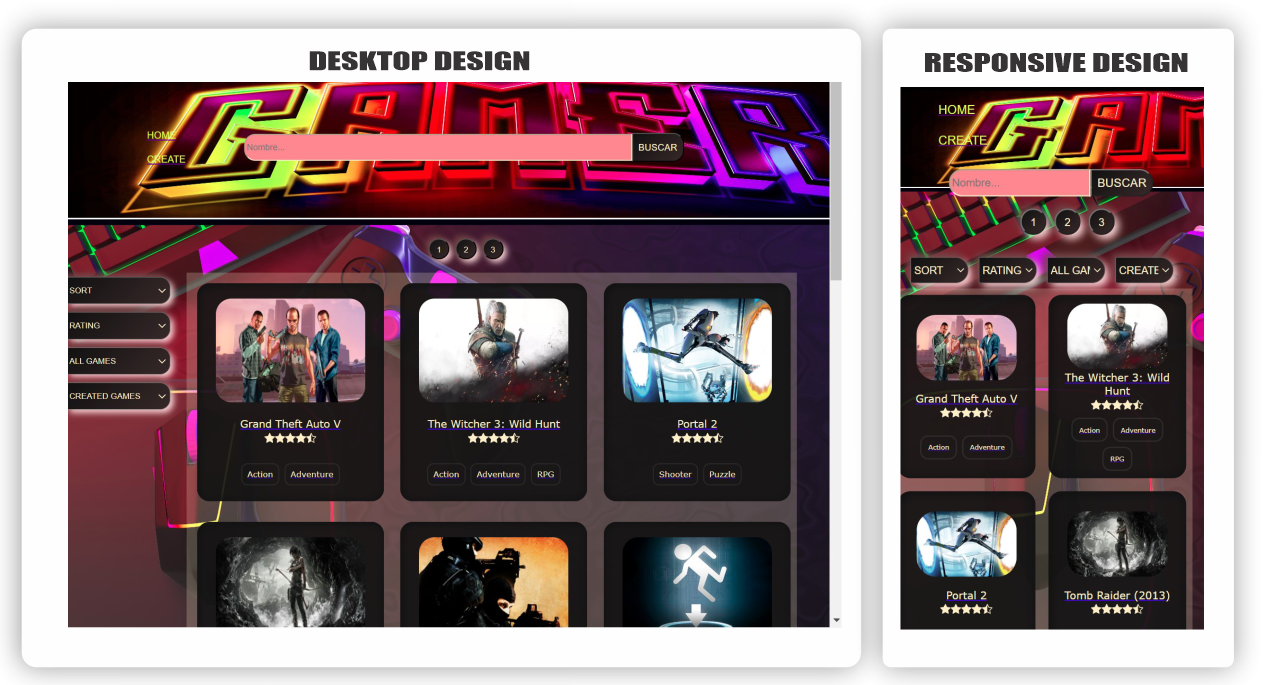 DESKTOP DESIGN
GAMER
HOME
CREATE
Nombre...
BUSCAR
1 2 3
SORT
RATING
ALL GAMES
CREATED GAMES
Grand Theft Auto V
The Witcher 3: Wild Hunt
Portal 2
Action Adventure
Action Adventure RPG
Shooter Puzzle
RESPONSIVE DESIGN
GAM
HOME
CREATE
Nombre...
BUSCAR
1 2 3
SORT
RATING
ALL GAM
CREATE
Grand Theft Auto V
Action Adventure
The Witcher 3: Wild
Hunt
Action Adventure
RPG
Portal 2
Tomb Raider (2013)